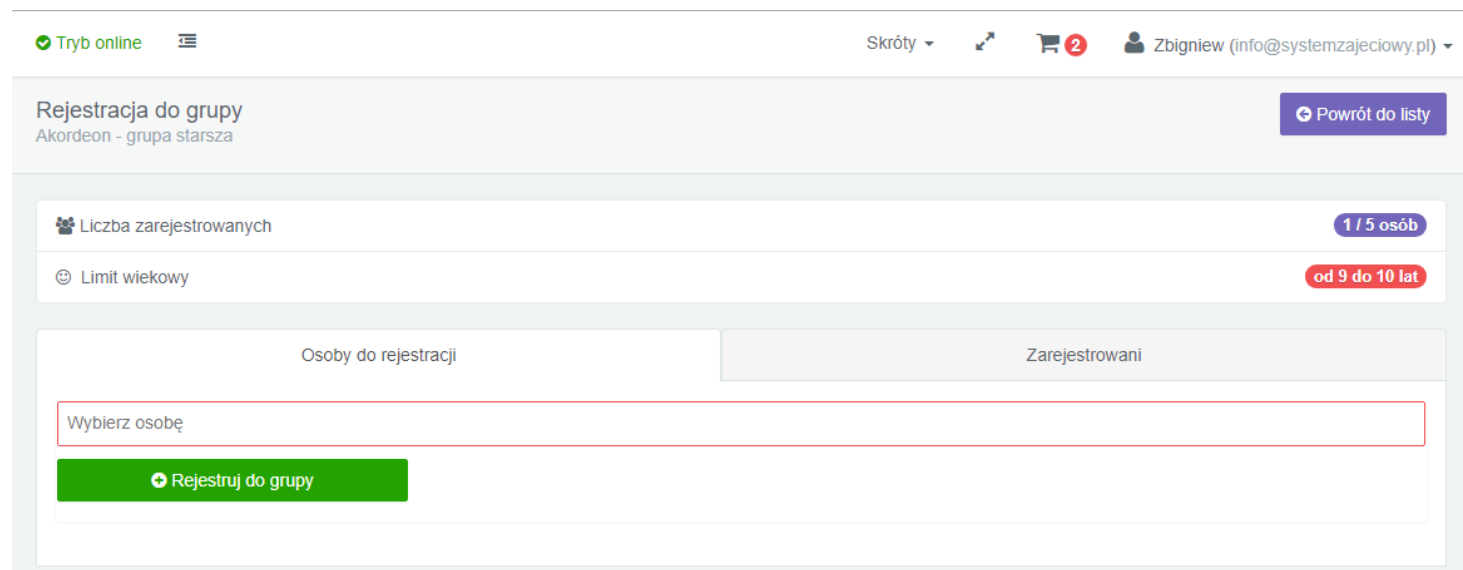 Tryb online Skróty 2 Zbigniew (info@systemzajeciowy.pl)
Rejestracja do grupy
Akordeon - grupa starsza
Powrót do listy
Liczba zarejestrowanych 1 / 5 osób
Limit wiekowy od 9 do 10 lat
Osoby do rejestracji Zarejestrowani
Wybierz osobę
Rejestruj do grupy